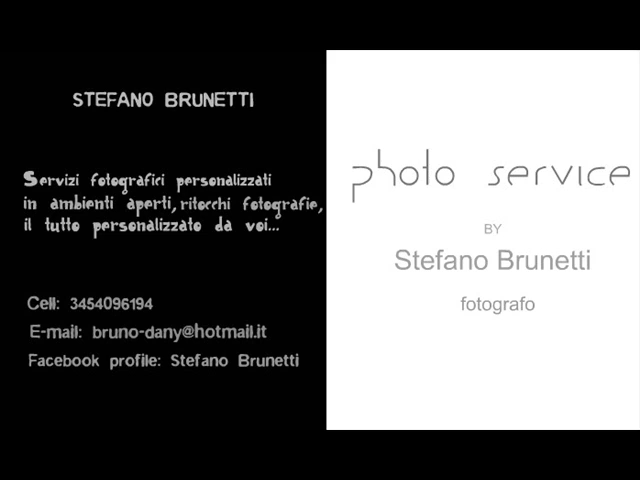 STEFANO BRUNETTI
Servizi fotografici personalizzati
in ambienti aperti, ritocchi fotografie,
il tutto personalizzato da voi...
Cell: 3454096194
E-mail: bruno-dany@hotmail.it
Facebook profile: Stefano Brunetti
photo service
BY
Stefano Brunetti
fotografo